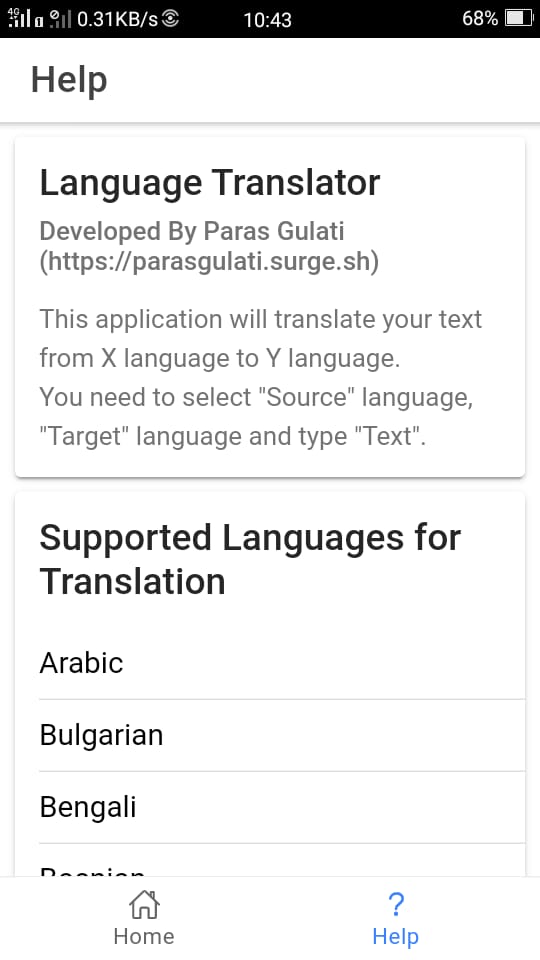 4G 0.31KB/s 10:43 68%
Help
Language Translator
Developed By Paras Gulati
(https://parasgulati.surge.sh)
This application will translate your text
from X language to Y language.
You need to select "Source" language,
"Target" language and type "Text".
Supported Languages for
Translation
Arabic
Bulgarian
Bengali
Bosnian
?
Home
Help